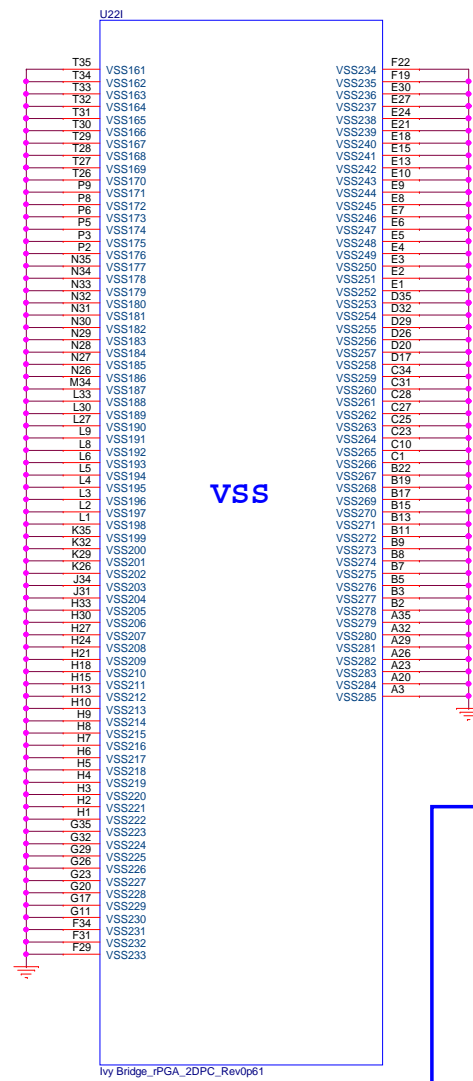 U22I
T35 VSS161
T34 VSS162
T33 VSS163
T32 VSS164
T31 VSS165
T30 VSS166
T29 VSS167
T28 VSS168
T27 VSS169
T26 VSS170
P9 VSS171
P8 VSS172
P6 VSS173
P5 VSS174
P3 VSS175
P2 VSS176
N35 VSS177
N34 VSS178
N33 VSS179
N32 VSS180
N31 VSS181
N30 VSS182
N29 VSS183
N28 VSS184
N27 VSS185
N26 VSS186
M34 VSS187
L33 VSS188
L30 VSS189
L27 VSS190
L9 VSS191
L8 VSS192
L6 VSS193
L5 VSS194
L4 VSS195
L3 VSS196
L2 VSS197
L1 VSS198
K35 VSS199
K32 VSS200
K29 VSS201
K26 VSS202
J34 VSS203
J31 VSS204
H33 VSS205
H30 VSS206
H27 VSS207
H24 VSS208
H21 VSS209
H18 VSS210
H15 VSS211
H13 VSS212
H10 VSS213
H9 VSS214
H8 VSS215
H7 VSS216
H6 VSS217
H5 VSS218
H4 VSS219
H3 VSS220
H2 VSS221
H1 VSS222
G35 VSS223
G32 VSS224
G29 VSS225
G26 VSS226
G23 VSS227
G20 VSS228
G17 VSS229
G11 VSS230
F34 VSS231
F31 VSS232
F29 VSS233
VSS
VSS234 F22
VSS235 F19
VSS236 E30
VSS237 E27
VSS238 E24
VSS239 E21
VSS240 E18
VSS241 E15
VSS242 E13
VSS243 E10
VSS244 E9
VSS245 E8
VSS246 E7
VSS247 E6
VSS248 E5
VSS249 E4
VSS250 E3
VSS251 E2
VSS252 E1
VSS253 D35
VSS254 D32
VSS255 D29
VSS256 D26
VSS257 D20
VSS258 D17
VSS259 C34
VSS260 C31
VSS261 C28
VSS262 C27
VSS263 C25
VSS264 C23
VSS265 C10
VSS266 C1
VSS267 B22
VSS268 B19
VSS269 B17
VSS270 B15
VSS271 B13
VSS272 B11
VSS273 B9
VSS274 B8
VSS275 B7
VSS276 B5
VSS277 B3
VSS278 B2
VSS279 A35
VSS280 A32
VSS281 A29
VSS282 A26
VSS283 A23
VSS284 A20
VSS285 A3
Ivy Bridge_rPGA_2DPC_Rev0p61